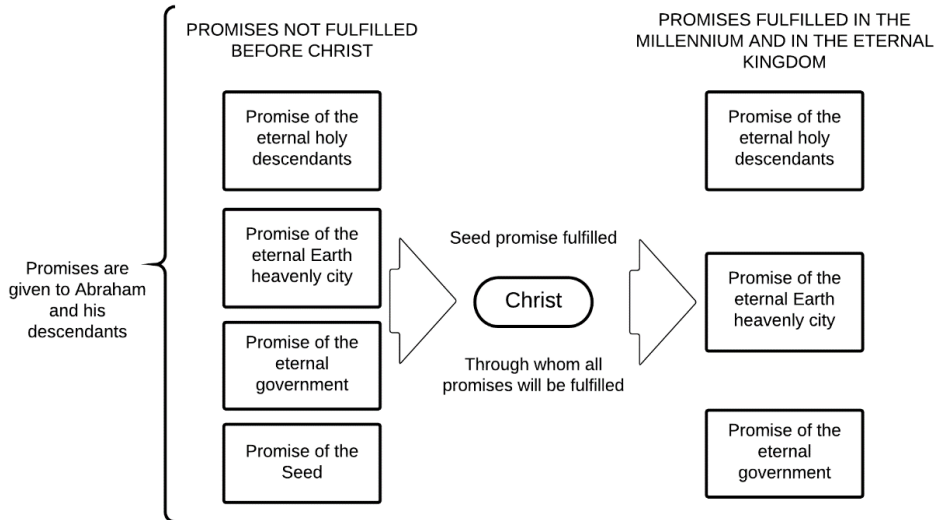 Promises are
given to Abraham
and his
descendants
PROMISES NOT FULFILLED
BEFORE CHRIST
Promise of the
eternal holy
descendants
Promise of the
eternal Earth
heavenly city
Promise of the
eternal
government
Promise of the
Seed
Seed promise fulfilled
Christ
Through whom all
promises will be fulfilled
PROMISES FULFILLED IN THE
MILLENNIUM AND IN THE ETERNAL
KINGDOM
Promise of the
eternal holy
descendants
Promise of the
eternal Earth
heavenly city
Promise of the
eternal
government